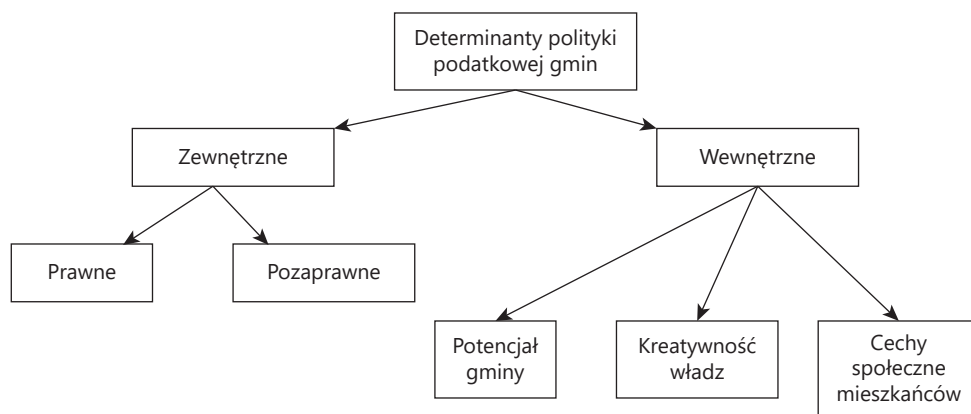 Determinanty polityki
podatkowej gmin
Zewnętrzne
Wewnętrzne
Prawne
Pozaprawne
Potencjał
gminy
Kreatywność
władz
Cechy
społeczne
mieszkańców